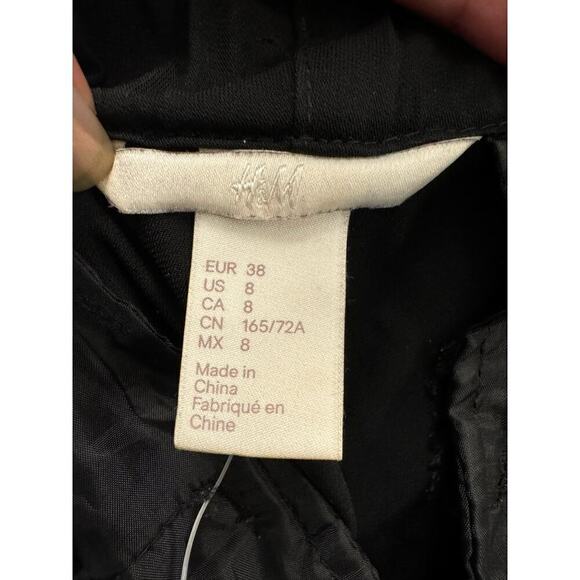 H&M
EUR 38
US 8
CA 8
CN 165/72A
MX 8
Made in
China
Fabriqué en
Chine